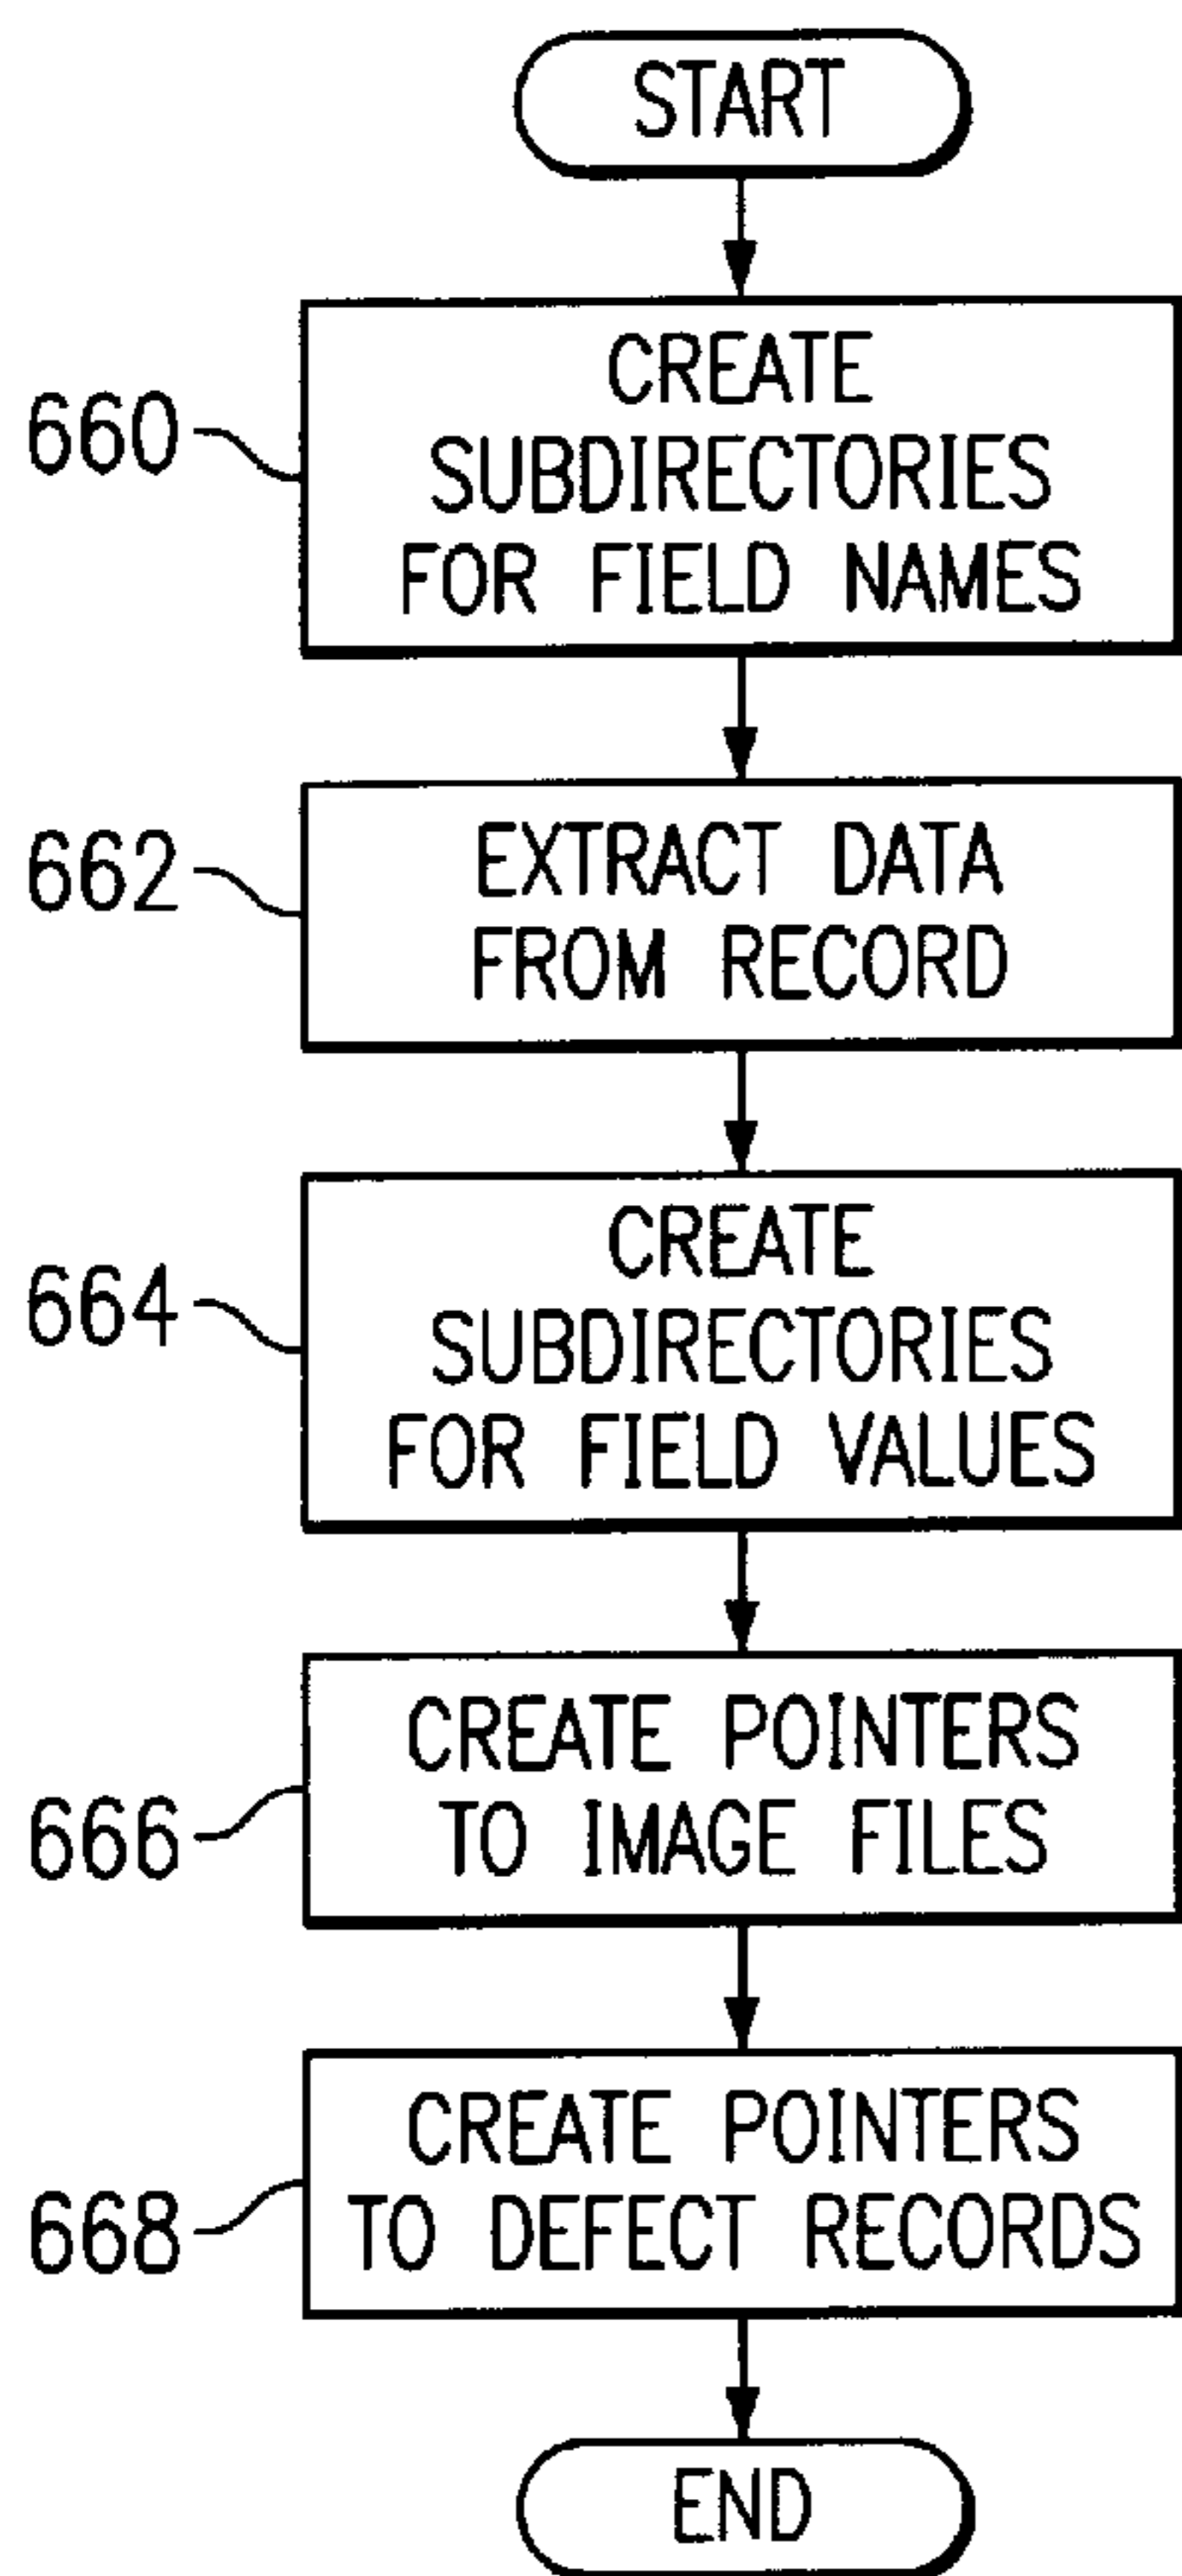 START
660
CREATE
SUBDIRECTORIES
FOR FIELD NAMES
662
EXTRACT DATA
FROM RECORD
664
CREATE
SUBDIRECTORIES
FOR FIELD VALUES
666
CREATE POINTERS
TO IMAGE FILES
668
CREATE POINTERS
TO DEFECT RECORDS
END